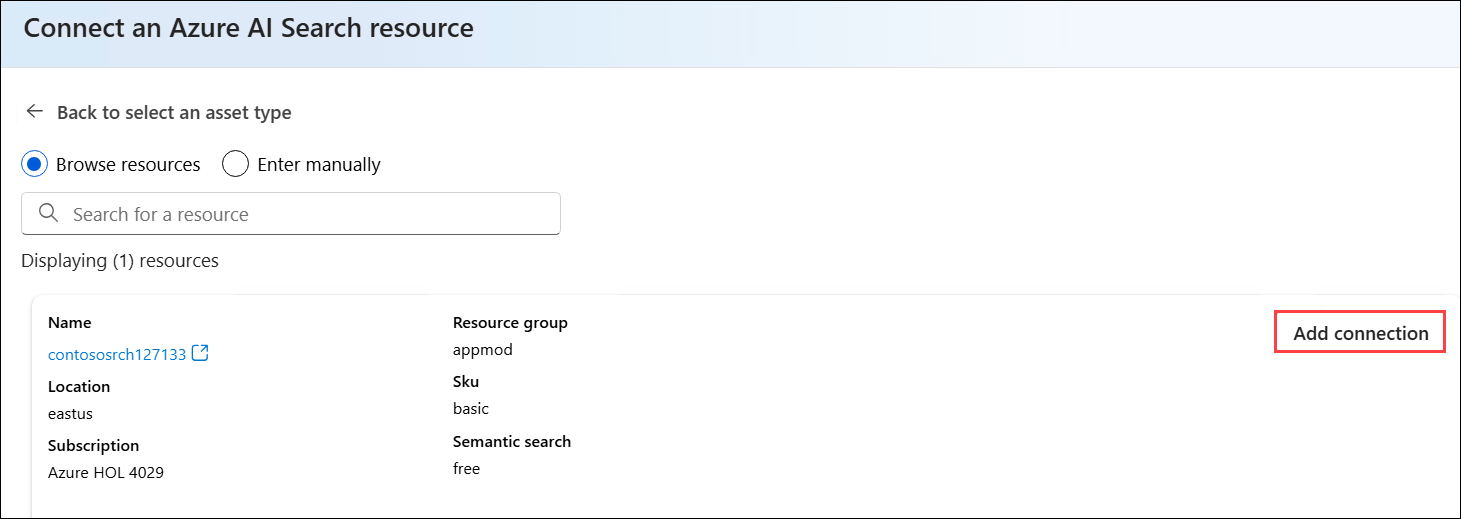 Connect an Azure AI Search resource
Back to select an asset type
Browse resources
Enter manually
Search for a resource
Displaying (1) resources
Name
contososrch127133
Location
eastus
Subscription
Azure HOL 4029
Resource group
appmod
Sku
basic
Semantic search
free
Add connection